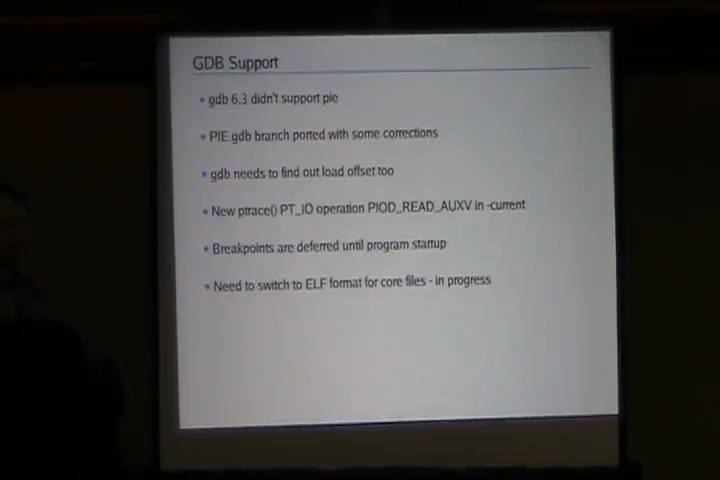 GDB Support
gdb 6.3 didn't support pie
PIE gdb branch ported with some corrections
gdb needs to find out load offset too
New ptrace() PT_IO operation PIOD_READ_AUXV in -current
Breakpoints are deferred until program startup
Need to switch to ELF format for core files - in progress